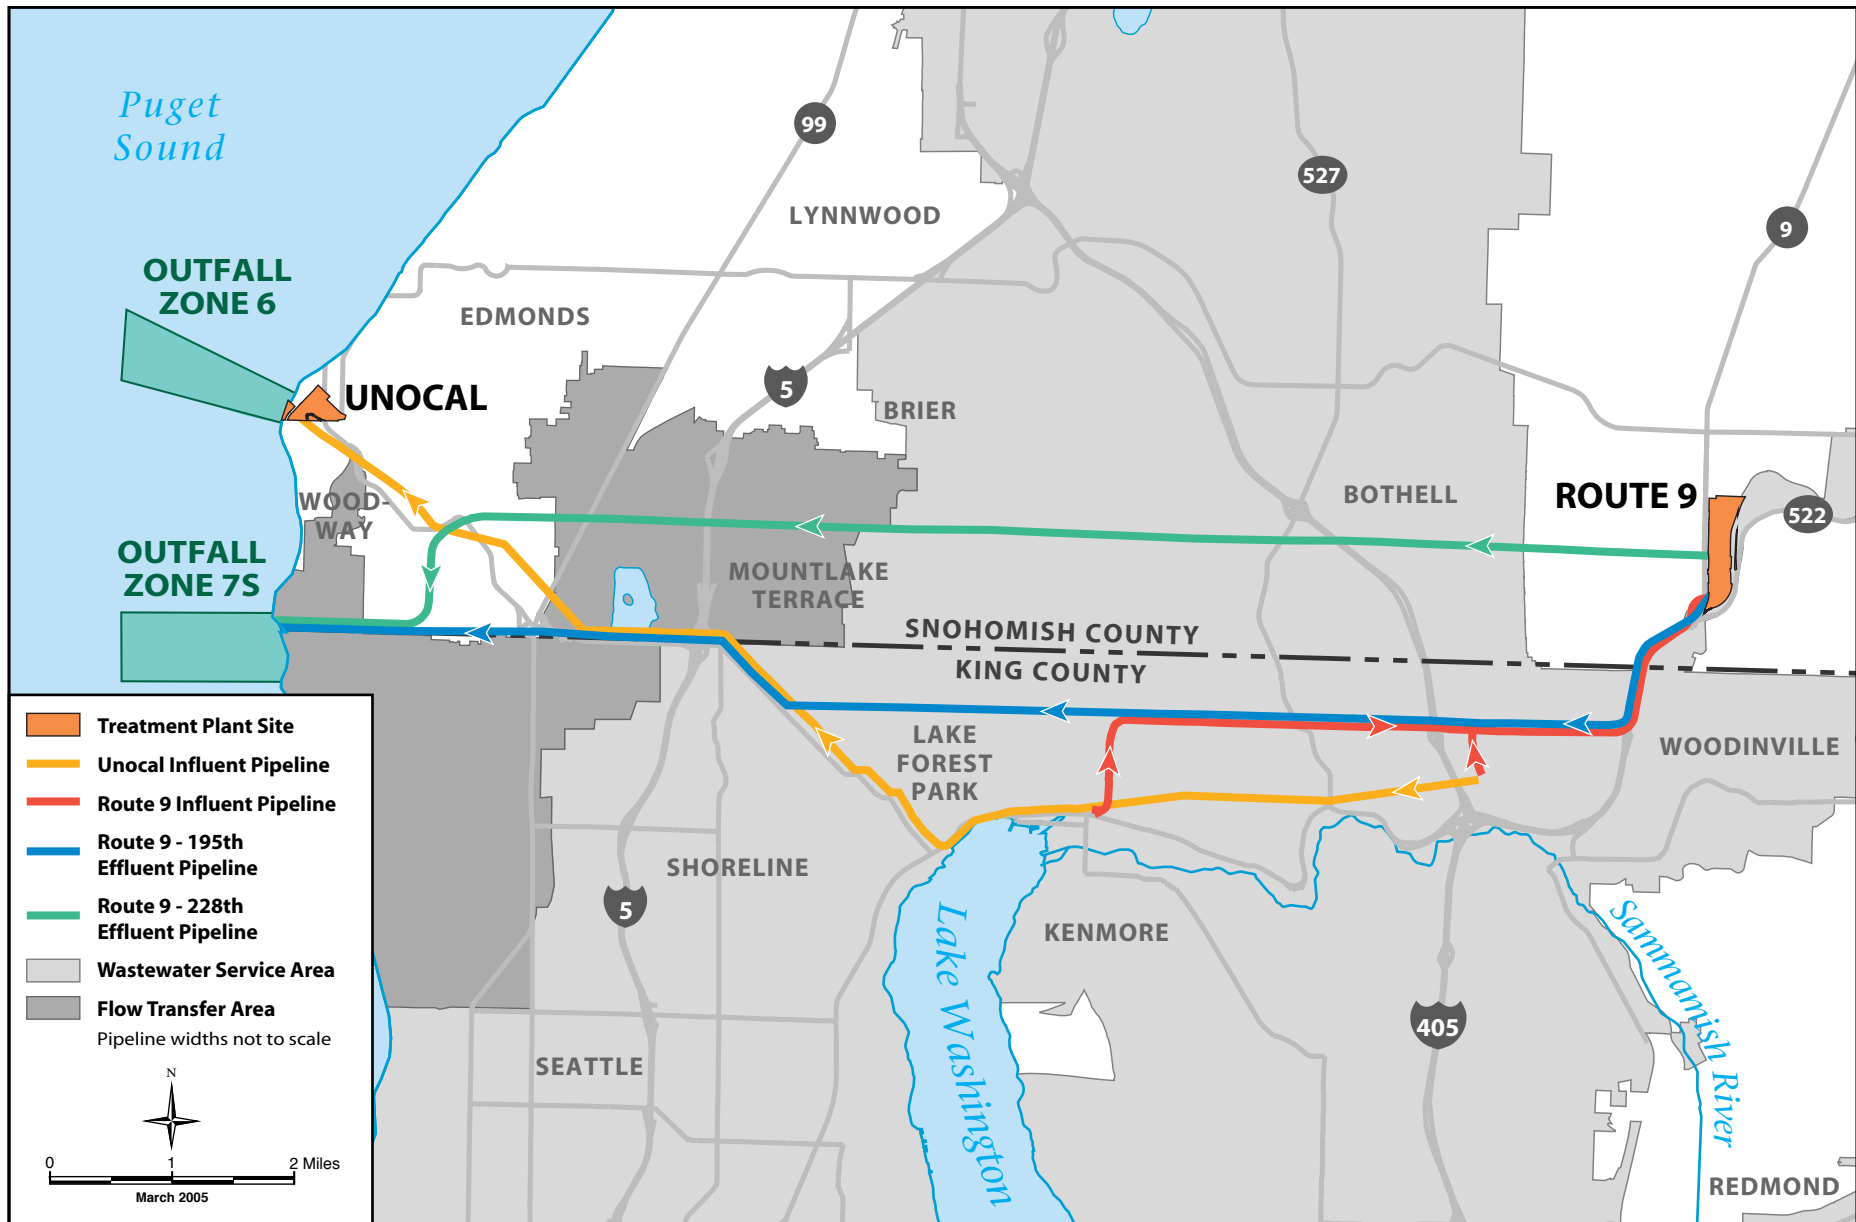 Puget
Sound
99
527
9
LYNNWOOD
OUTFALL
ZONE 6
EDMONDS
5
UNOCAL
BRIER
WOOD-
WAY
BOTHELL
ROUTE 9
522
OUTFALL
ZONE 7S
MOUNTLAKE
TERRACE
SNOHOMISH COUNTY
KING COUNTY
LAKE
FOREST
PARK
WOODINVILLE
SHORELINE
5
KENMORE
Lake Washington
Sammamish River
405
SEATTLE
REDMOND
Treatment Plant Site
Unocal Influent Pipeline
Route 9 Influent Pipeline
Route 9 - 195th
Effluent Pipeline
Route 9 - 228th
Effluent Pipeline
Wastewater Service Area
Flow Transfer Area
Pipeline widths not to scale
N
0 1 2 Miles
March 2005